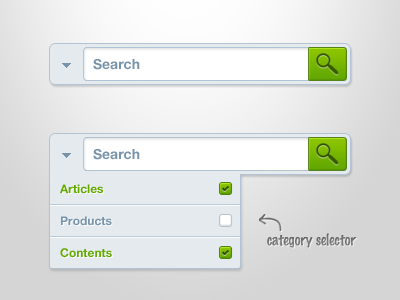 Search
Search
Articles
Products
Contents
category selector